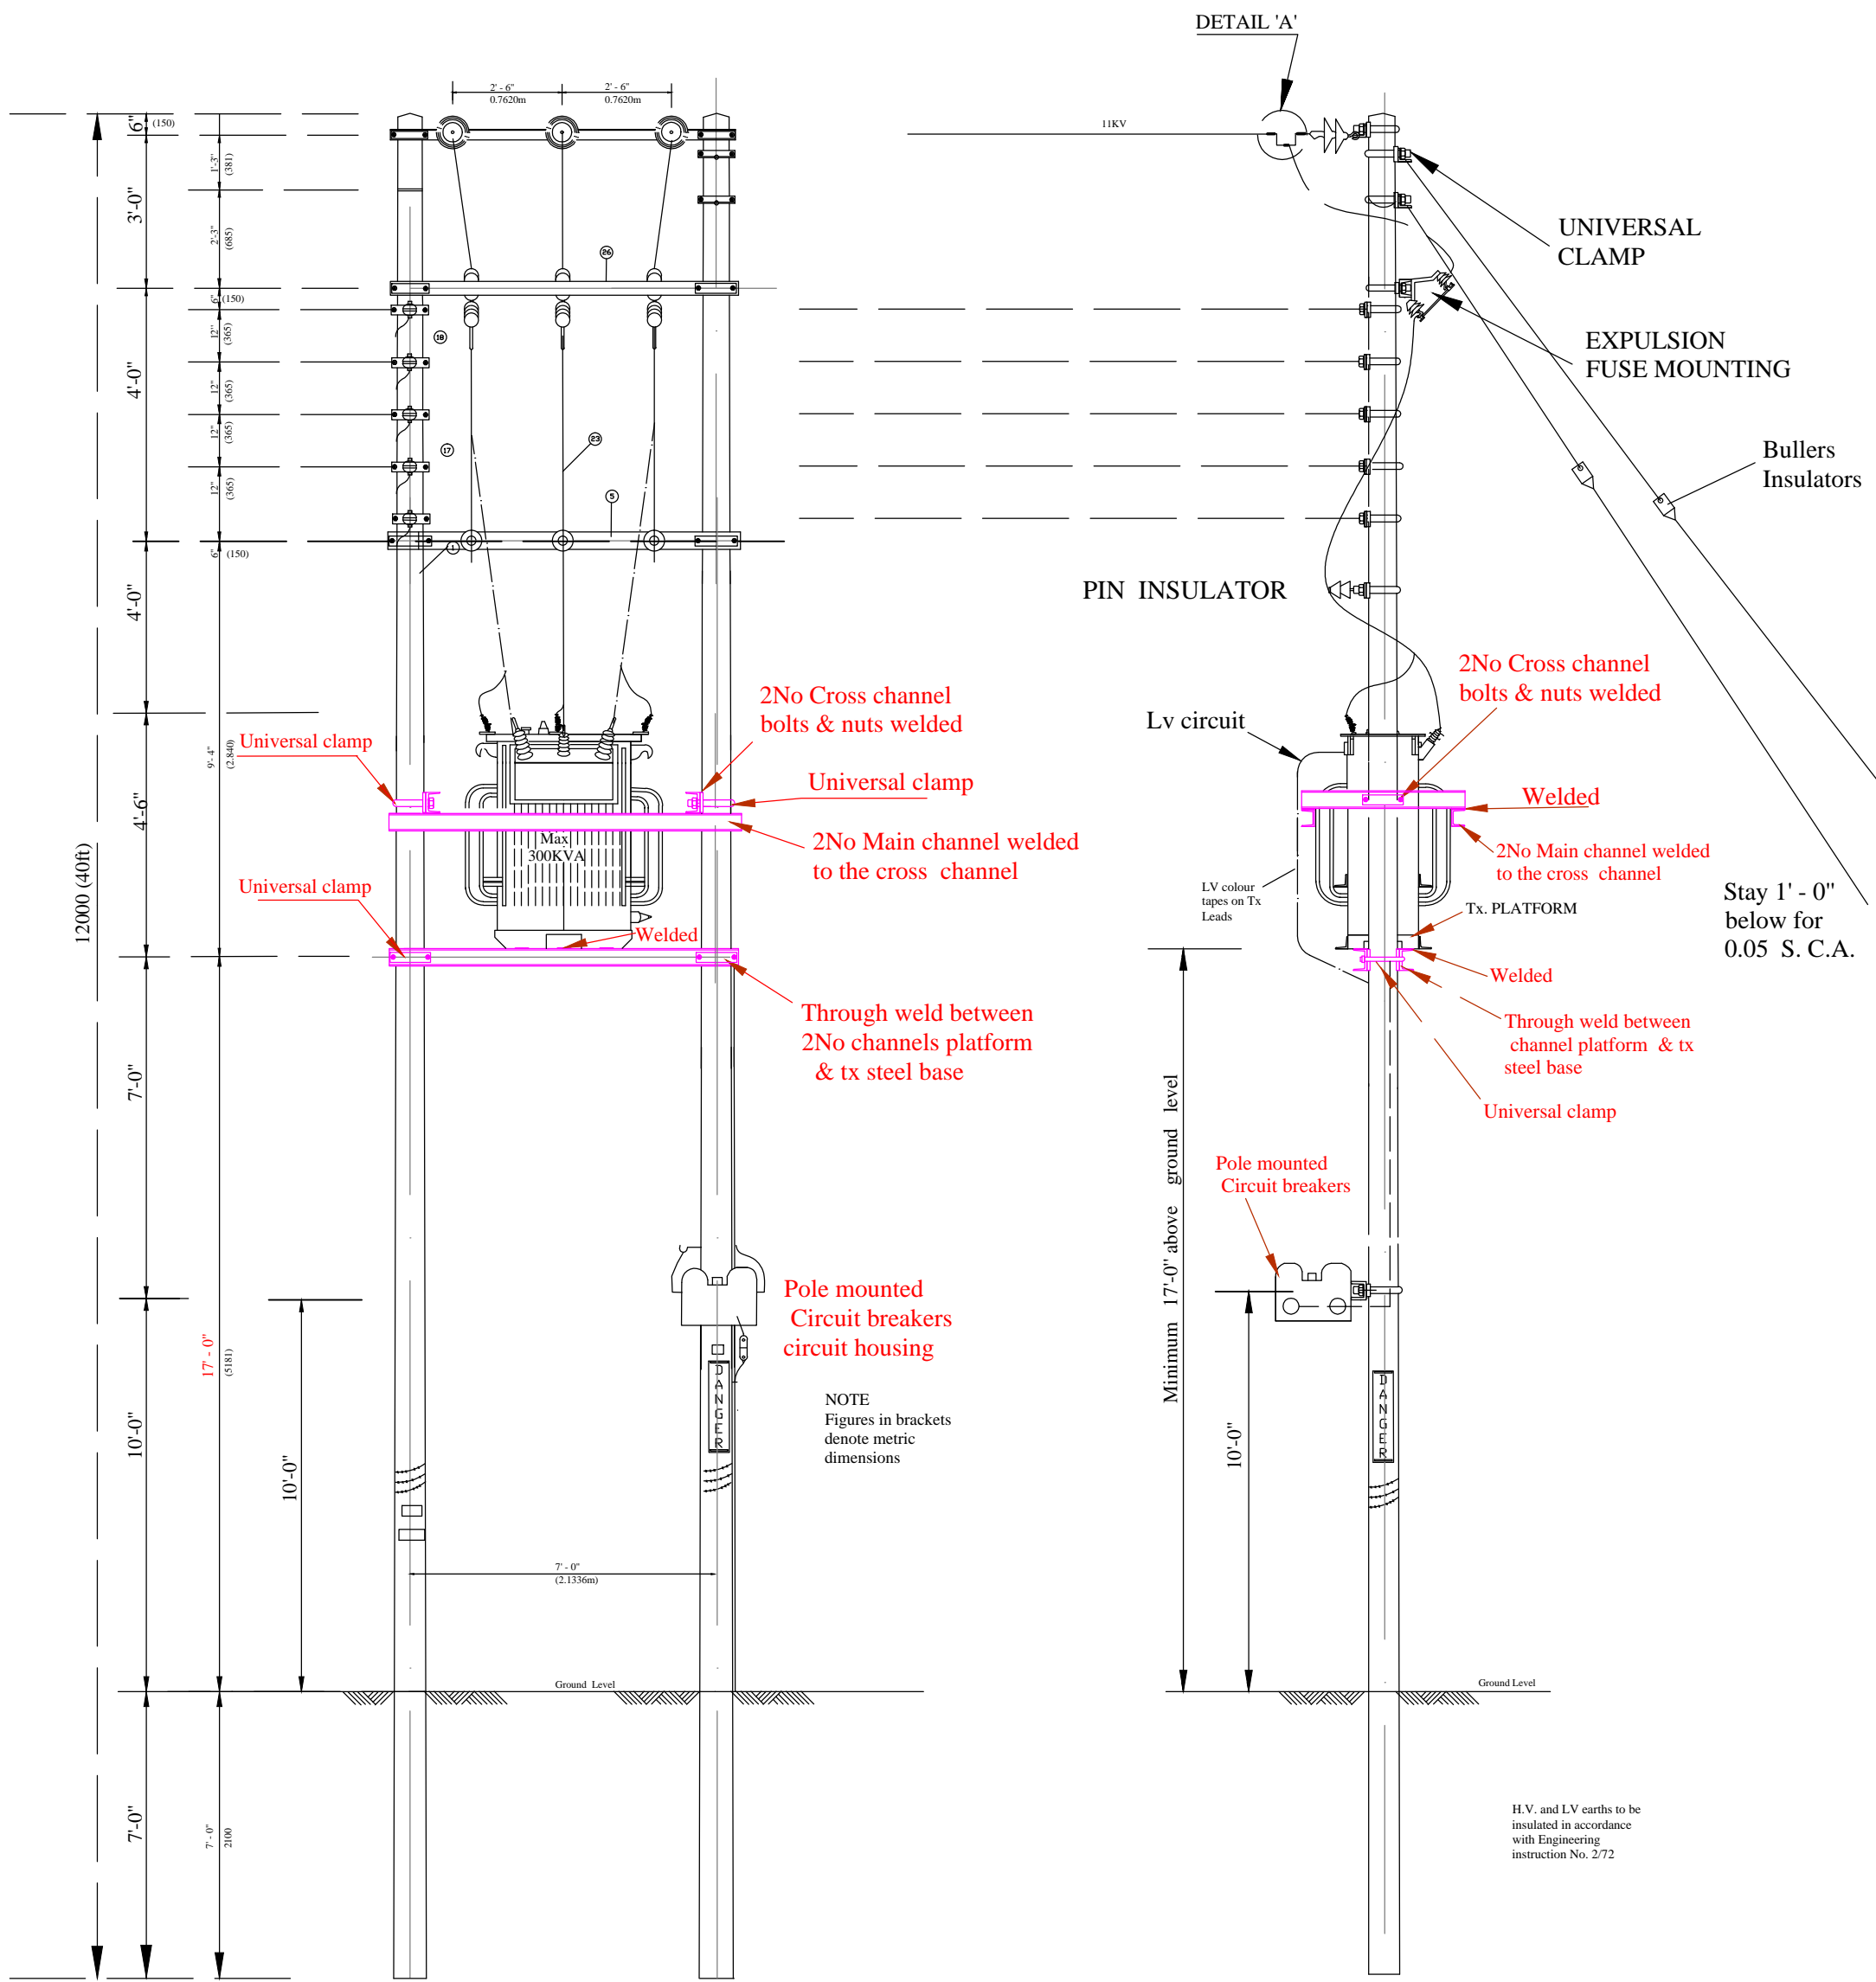 DETAIL 'A'
2' - 6"
0.7620m
2' - 6"
0.7620m
6"
(150)
11KV
1'-3"
(381)
3'-0"
2'-3"
(685)
UNIVERSAL
CLAMP
26
6"
(150)
12"
(365)
18
EXPULSION
FUSE MOUNTING
4'-0"
12"
(365)
12"
(365)
17
23
Bullers
Insulators
12"
(365)
5
1
6"
(150)
4'-0"
PIN INSULATOR
2No Cross channel
bolts & nuts welded
2No Cross channel
bolts & nuts welded
Lv circuit
Universal clamp
9'- 4"
(2.840)
Universal clamp
Welded
4'-6"
Max
300KVA
2No Main channel welded
to the cross channel
2No Main channel welded
to the cross channel
12000 (40ft)
Universal clamp
LV colour
tapes on Tx
Leads
Tx. PLATFORM
Stay 1' - 0"
below for
0.05 S. C.A.
Welded
Welded
Through weld between
2No channels platform
& tx steel base
Through weld between
channel platform & tx
steel base
7'-0"
Minimum 17'-0" above ground level
Universal clamp
Pole mounted
Circuit breakers
Pole mounted
Circuit breakers
circuit housing
17' - 0"
(5181)
DANGER
DANGER
NOTE
Figures in brackets
denote metric
dimensions
10'-0"
10'-0"
10'-0"
7' - 0"
(2.1336m)
Ground Level
Ground Level
7'-0"
7' - 0"
2100
H.V. and LV earths to be
insulated in accordance
with Engineering
instruction No. 2/72